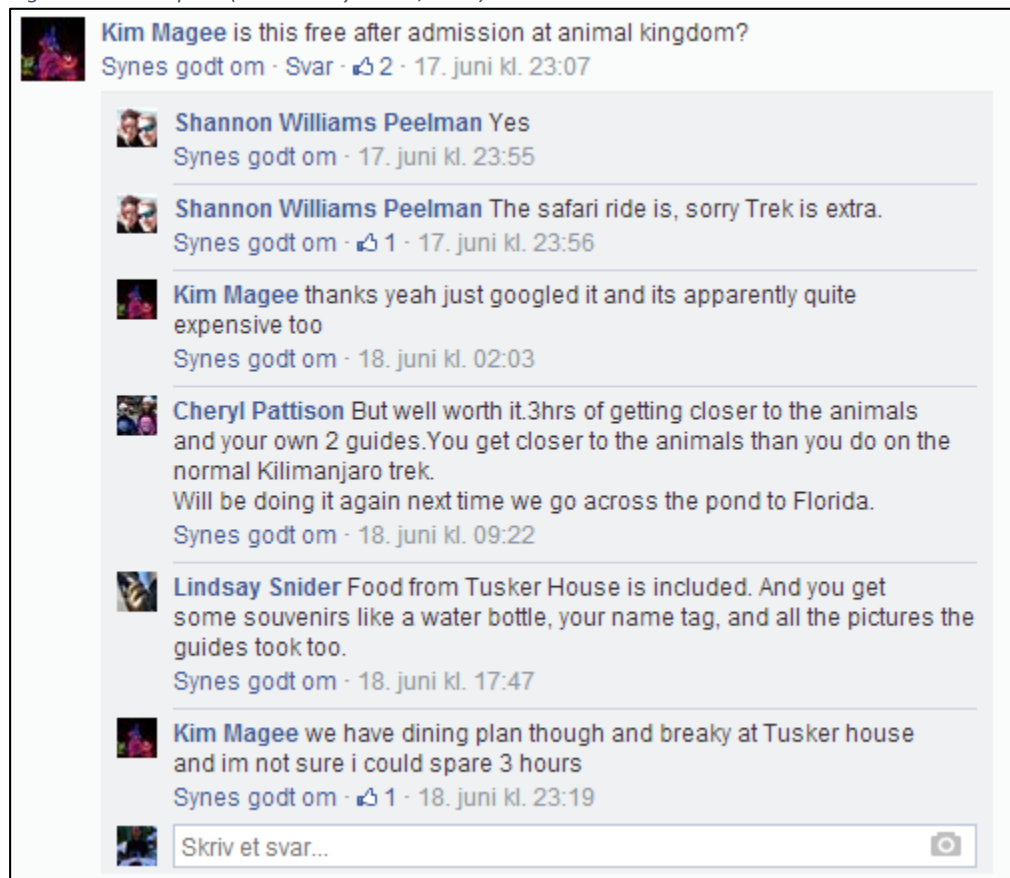 Kim Magee is this free after admission at animal kingdom?
Synes godt om · Svar · 2 · 17. juni kl. 23:07
Shannon Williams Peelman Yes
Synes godt om · 17. juni kl. 23:55
Shannon Williams Peelman The safari ride is, sorry Trek is extra.
Synes godt om · 1 · 17. juni kl. 23:56
Kim Magee thanks yeah just googled it and its apparently quite
expensive too
Synes godt om · 18. juni kl. 02:03
Cheryl Pattison But well worth it.3hrs of getting closer to the animals
and your own 2 guides.You get closer to the animals than you do on the
normal Kilimanjaro trek.
Will be doing it again next time we go across the pond to Florida.
Synes godt om · 18. juni kl. 09:22
Lindsay Snider Food from Tusker House is included. And you get
some souvenirs like a water bottle, your name tag, and all the pictures the
guides took too.
Synes godt om · 18. juni kl. 17:47
Kim Magee we have dining plan though and breaky at Tusker house
and im not sure i could spare 3 hours
Synes godt om · 1 · 18. juni kl. 23:19
Skriv et svar...